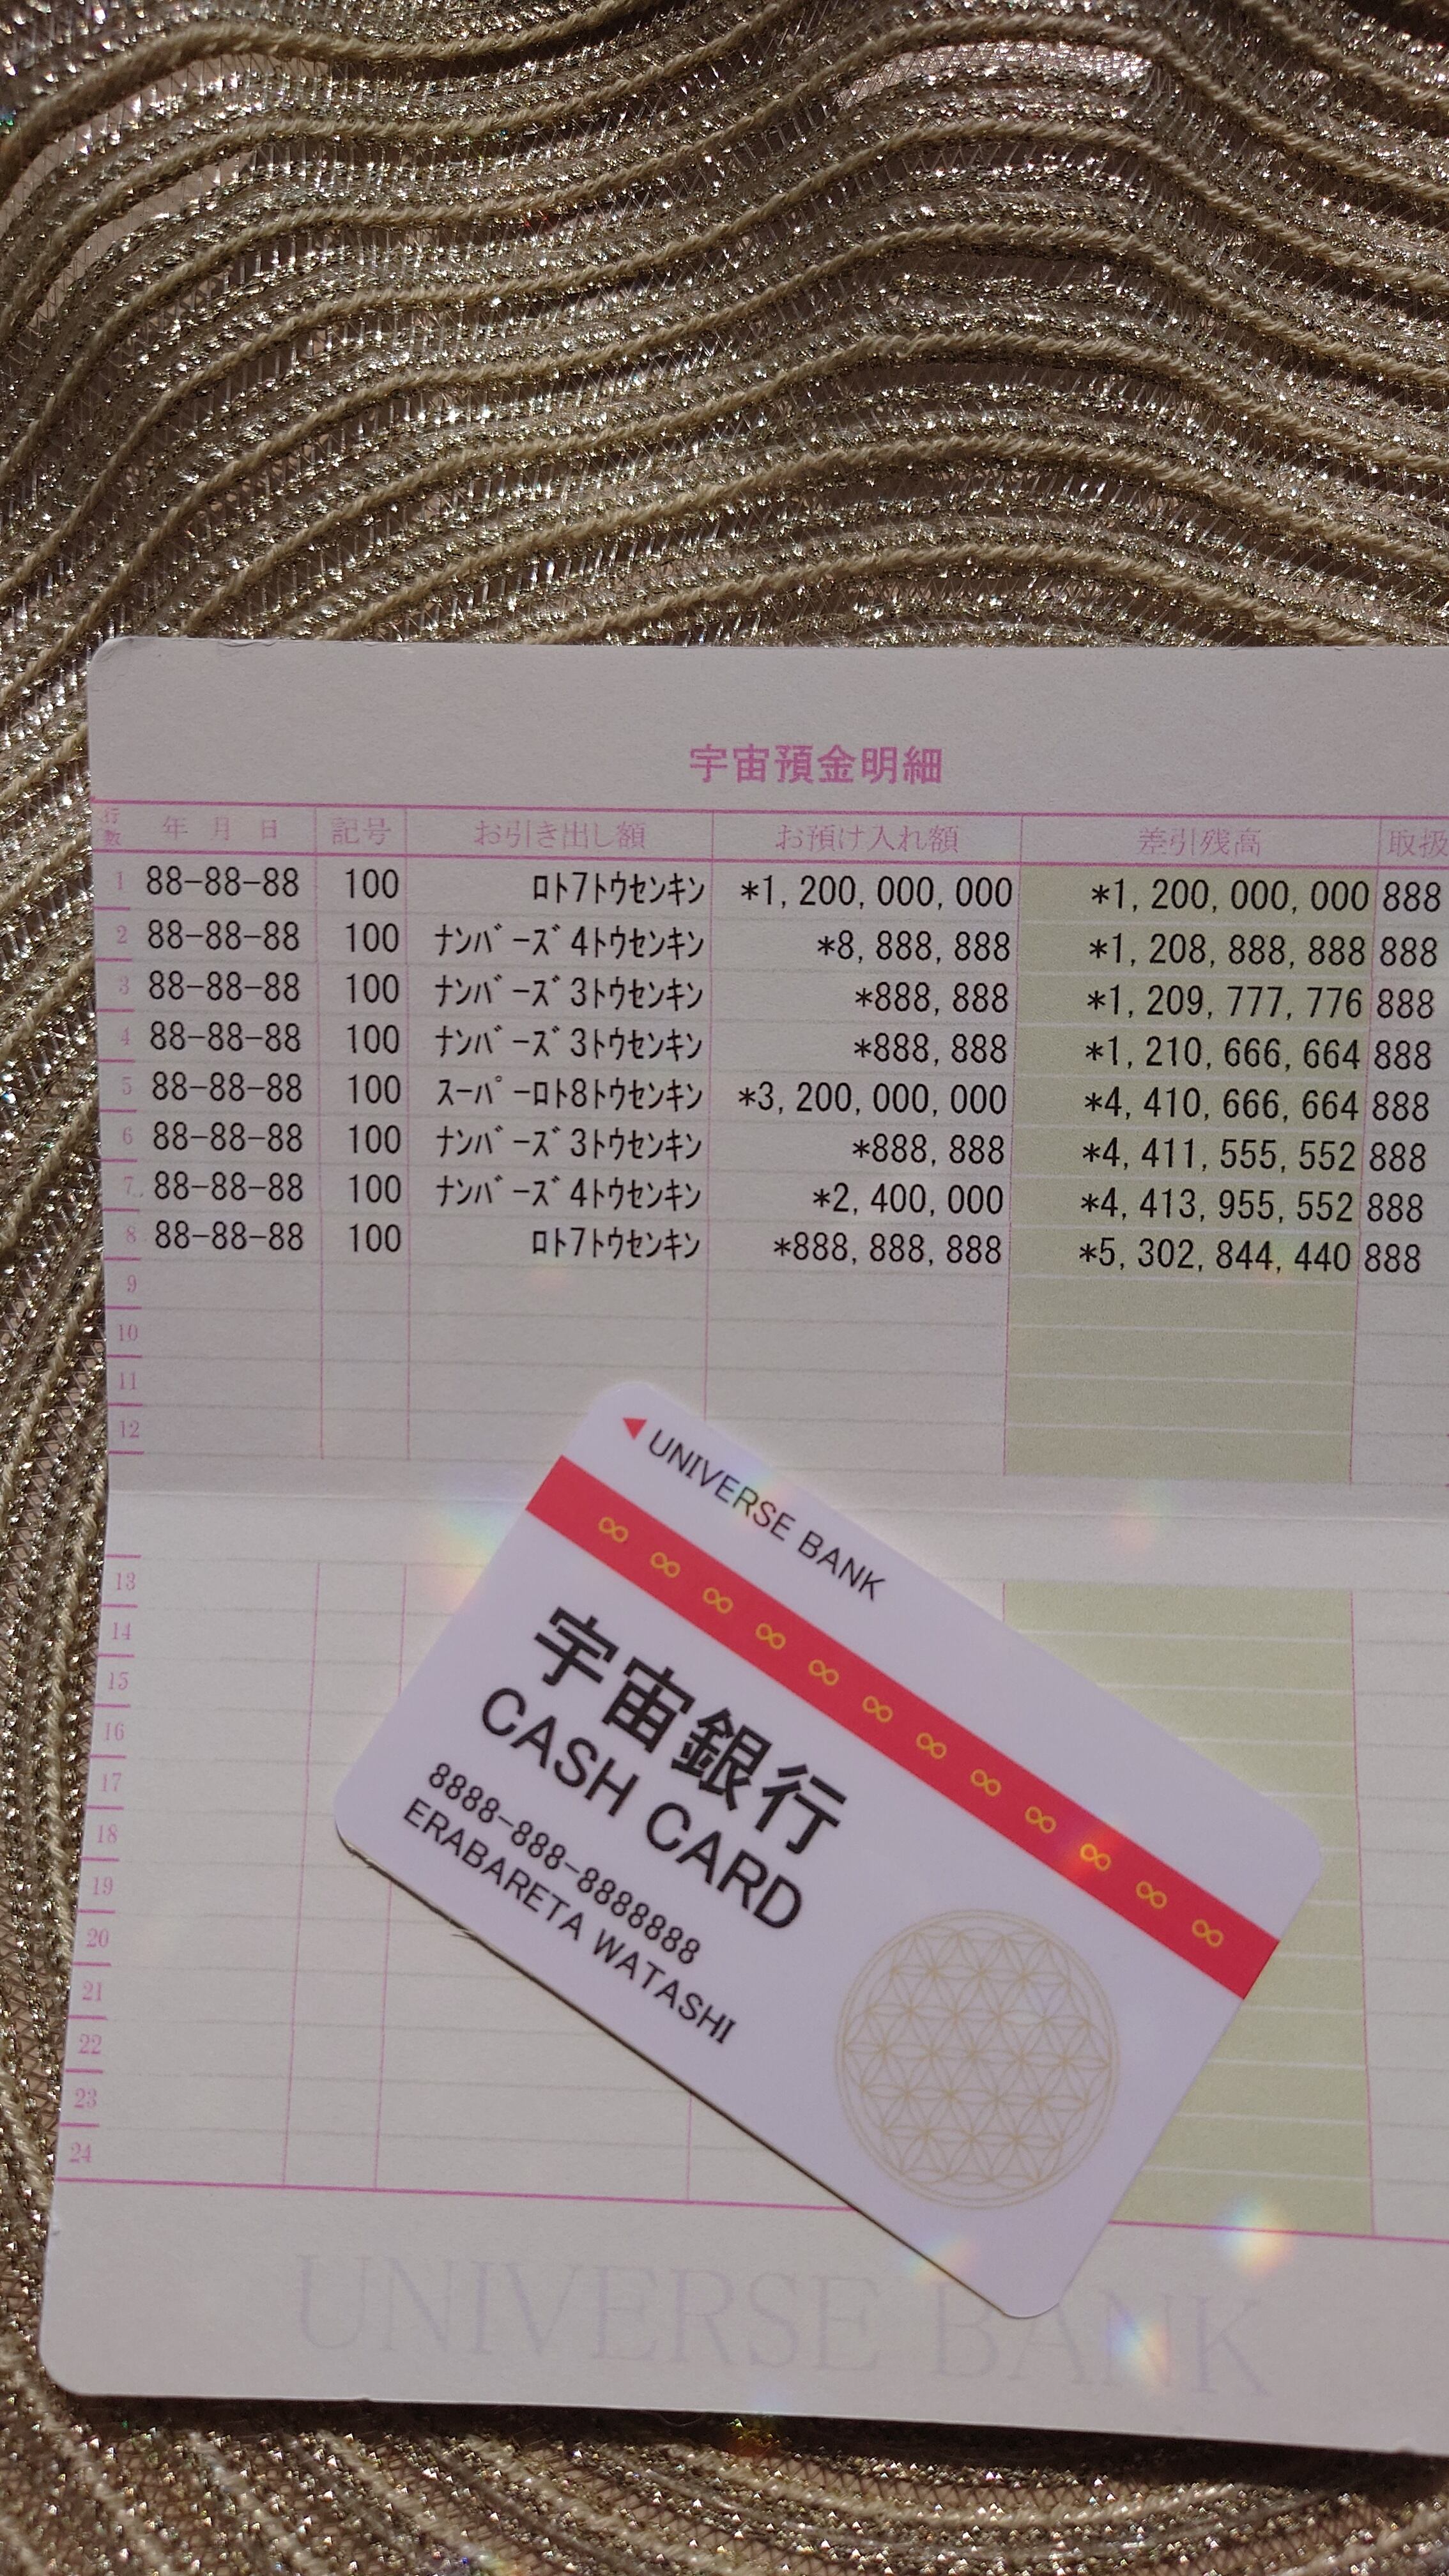 宇宙預金明細
行数 年 月 日 記号 お引き出し額 お預け入れ額 差引残高 取扱
1 88-88-88 100 ﾛﾄ7ﾄｳｾﾝｷﾝ *1,200,000,000 *1,200,000,000 888
2 88-88-88 100 ﾅﾝﾊﾞｰｽﾞ4ﾄｳｾﾝｷﾝ *8,888,888 *1,208,888,888 888
3 88-88-88 100 ﾅﾝﾊﾞｰｽﾞ3ﾄｳｾﾝｷﾝ *888,888 *1,209,777,776 888
4 88-88-88 100 ﾅﾝﾊﾞｰｽﾞ3ﾄｳｾﾝｷﾝ *888,888 *1,210,666,664 888
5 88-88-88 100 ｽｰﾊﾟｰﾛﾄ8ﾄｳｾﾝｷﾝ *3,200,000,000 *4,410,666,664 888
6 88-88-88 100 ﾅﾝﾊﾞｰｽﾞ3ﾄｳｾﾝｷﾝ *888,888 *4,411,555,552 888
7 88-88-88 100 ﾅﾝﾊﾞｰｽﾞ4ﾄｳｾﾝｷﾝ *2,400,000 *4,413,955,552 888
8 88-88-88 100 ﾛﾄ7ﾄｳｾﾝｷﾝ *888,888,888 *5,302,844,440 888
9
10
11
12
13
14
15
16
17
18
19
20
21
22
23
24
UNIVERSE BANK
∞ ∞ ∞ ∞ ∞ ∞ ∞ ∞ ∞ ∞ ∞ ∞
宇宙銀行
CASH CARD
8888-888-8888888
ERABARETA WATASHI
UNIVERSE BANK